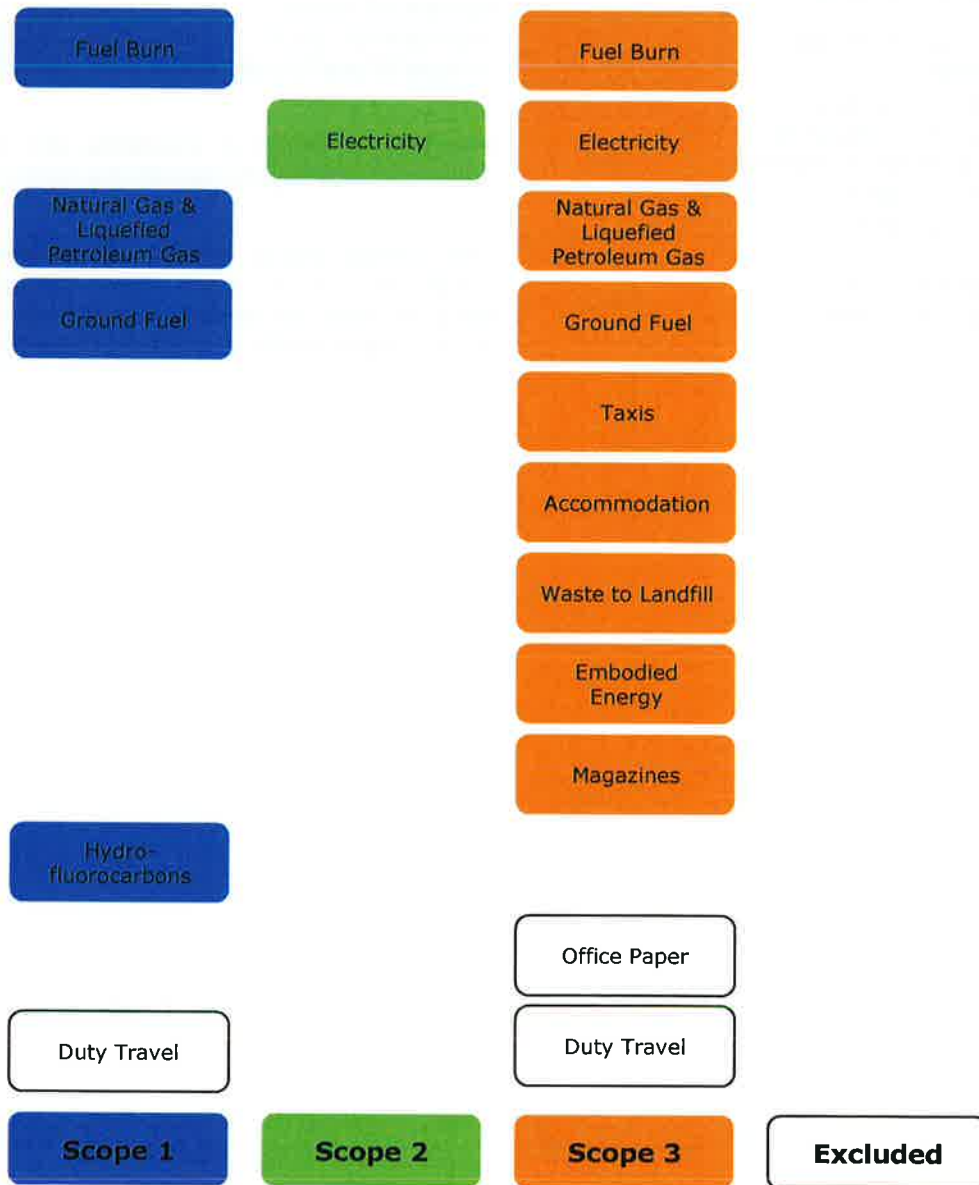 Fuel Burn
Fuel Burn
Electricity
Electricity
Natural Gas &
Liquefied
Petroleum Gas
Natural Gas &
Liquefied
Petroleum Gas
Ground Fuel
Ground Fuel
Taxis
Accommodation
Waste to Landfill
Embodied
Energy
Magazines
Hydro-
fluorocarbons
Office Paper
Duty Travel
Duty Travel
Scope 1
Scope 2
Scope 3
Excluded